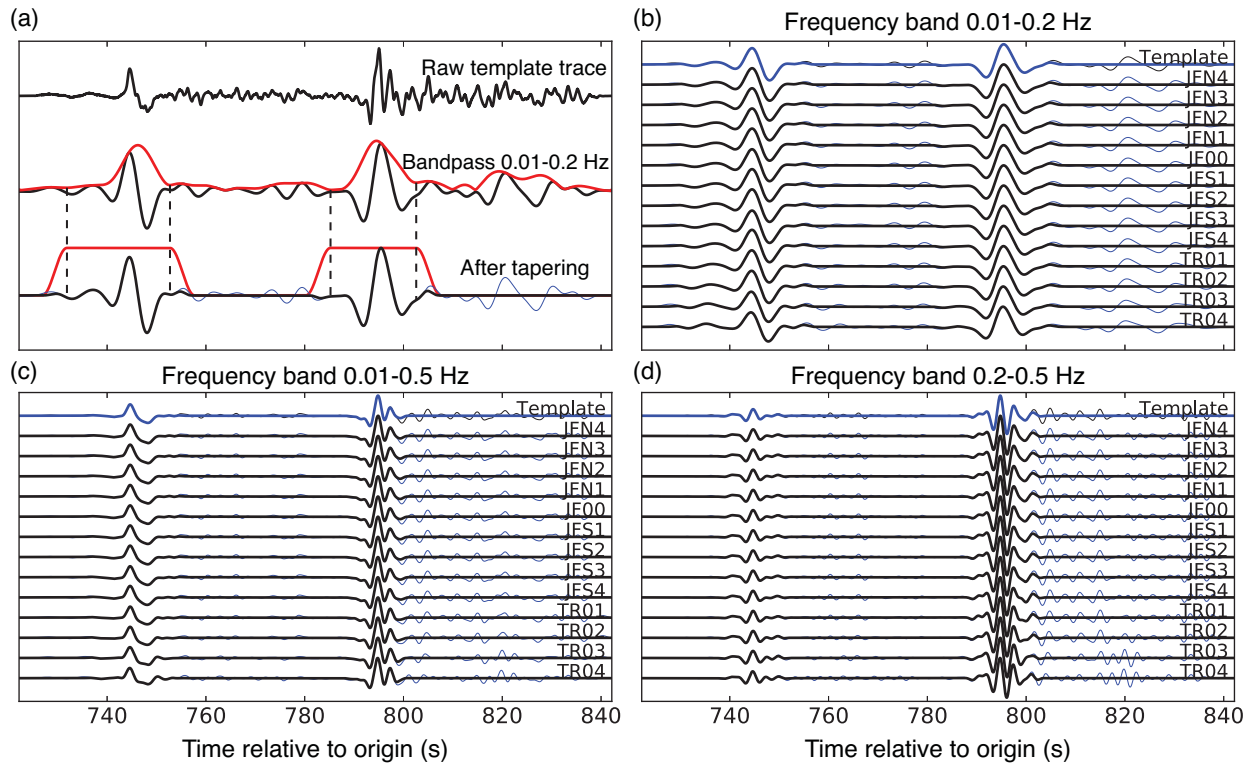 (a)
Raw template trace
Bandpass 0.01-0.2 Hz
After tapering
(b)
Frequency band 0.01-0.2 Hz
Template
JFN4
JFN3
JFN2
JFN1
JF00
JFS1
JFS2
JFS3
JFS4
TR01
TR02
TR03
TR04
(c)
Frequency band 0.01-0.5 Hz
Template
JFN4
JFN3
JFN2
JFN1
JF00
JFS1
JFS2
JFS3
JFS4
TR01
TR02
TR03
TR04
740 760 780 800 820 840
Time relative to origin (s)
(d)
Frequency band 0.2-0.5 Hz
Template
JFN4
JFN3
JFN2
JFN1
JF00
JFS1
JFS2
JFS3
JFS4
TR01
TR02
TR03
TR04
740 760 780 800 820 840
Time relative to origin (s)